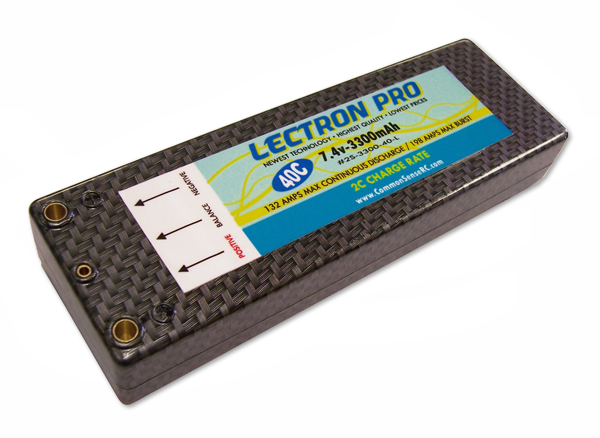 LECTRON PRO
NEWEST TECHNOLOGY • HIGHEST QUALITY • LOWEST PRICES
40C 7.4v-3300mAh
#2S-3300-40-L
132 AMPS MAX CONTINUOUS DISCHARGE / 198 AMPS MAX BURST
2C CHARGE RATE
www.CommonSenseRC.com
NEGATIVE
BALANCE
POSITIVE